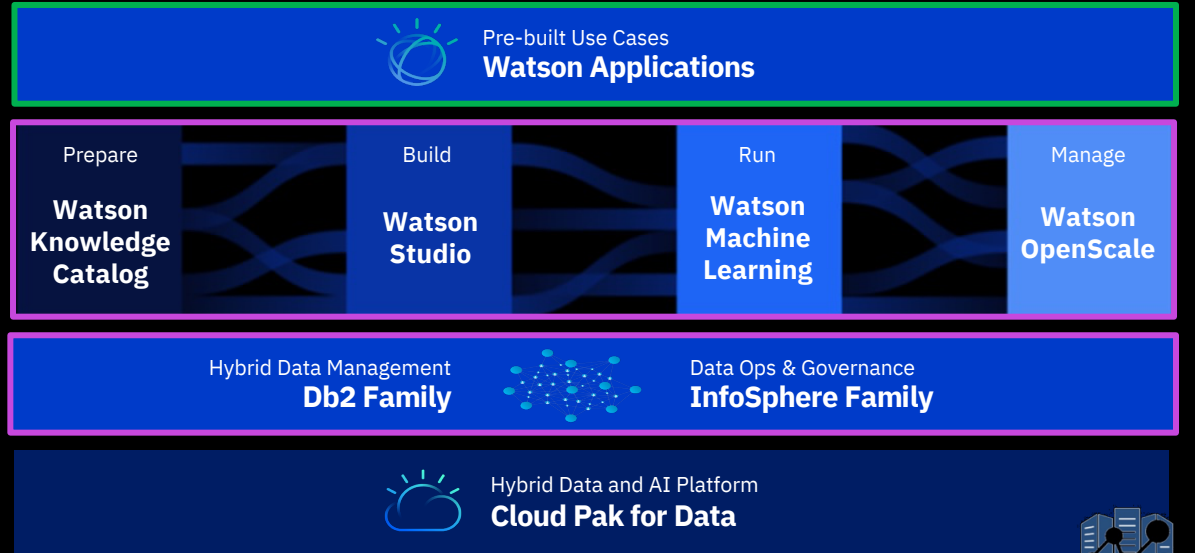 Pre-built Use Cases
Watson Applications
Prepare
Watson
Knowledge
Catalog
Build
Watson
Studio
Run
Watson
Machine
Learning
Manage
Watson
OpenScale
Hybrid Data Management
Db2 Family
Data Ops & Governance
InfoSphere Family
Hybrid Data and AI Platform
Cloud Pak for Data